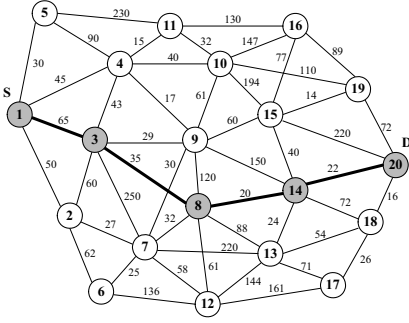 5 230 11 130 16
90 15 32 147 89
30 4 40 10 77 110
S 45 194 19
1 43 17 61 14
65 60 15 72
3 29 9 220 D
35 30 150 40 22 20
50 60 120 20 14 16
250 8
2 27 32 88 24 72 18
7 220 13 54
62 25 58 61 71 26
6 136 144 17
12 161